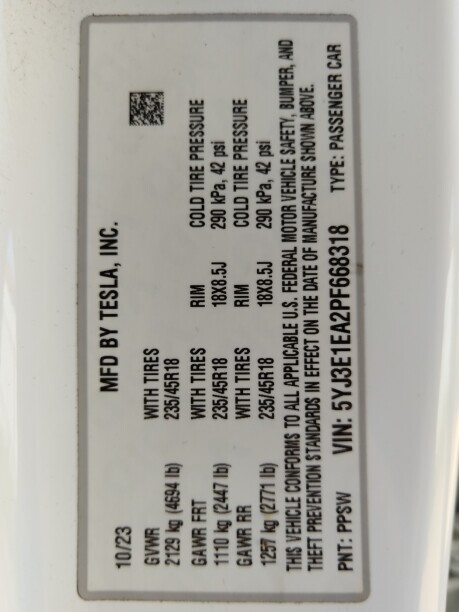 10/23 MFD BY TESLA, INC.
GVWR WITH TIRES
2129 kg (4694 lb) 235/45R18
GAWR FRT WITH TIRES RIM COLD TIRE PRESSURE
1110 kg (2447 lb) 235/45R18 18X8.5J 290 kPa, 42 psi
GAWR RR WITH TIRES RIM COLD TIRE PRESSURE
1257 kg (2771 lb) 235/45R18 18X8.5J 290 kPa, 42 psi
THIS VEHICLE CONFORMS TO ALL APPLICABLE U.S. FEDERAL MOTOR VEHICLE SAFETY, BUMPER, AND
THEFT PREVENTION STANDARDS IN EFFECT ON THE DATE OF MANUFACTURE SHOWN ABOVE.
PNT: PPSW VIN: 5YJ3E1EA2PF668318 TYPE: PASSENGER CAR